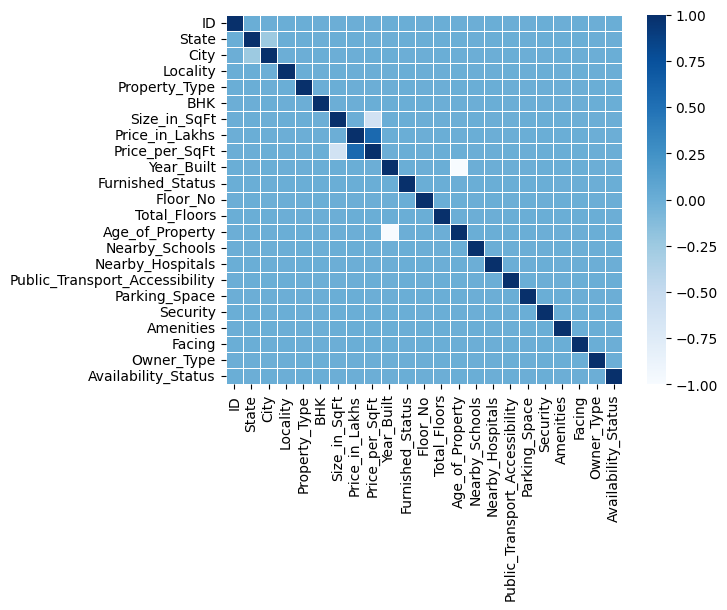 ID
State
City
Locality
Property_Type
BHK
Size_in_SqFt
Price_in_Lakhs
Price_per_SqFt
Year_Built
Furnished_Status
Floor_No
Total_Floors
Age_of_Property
Nearby_Schools
Nearby_Hospitals
Public_Transport_Accessibility
Parking_Space
Security
Amenities
Facing
Owner_Type
Availability_Status
ID
State
City
Locality
Property_Type
BHK
Size_in_SqFt
Price_in_Lakhs
Price_per_SqFt
Year_Built
Furnished_Status
Floor_No
Total_Floors
Age_of_Property
Nearby_Schools
Nearby_Hospitals
Public_Transport_Accessibility
Parking_Space
Security
Amenities
Facing
Owner_Type
Availability_Status
1.00
0.75
0.50
0.25
0.00
−0.25
−0.50
−0.75
−1.00